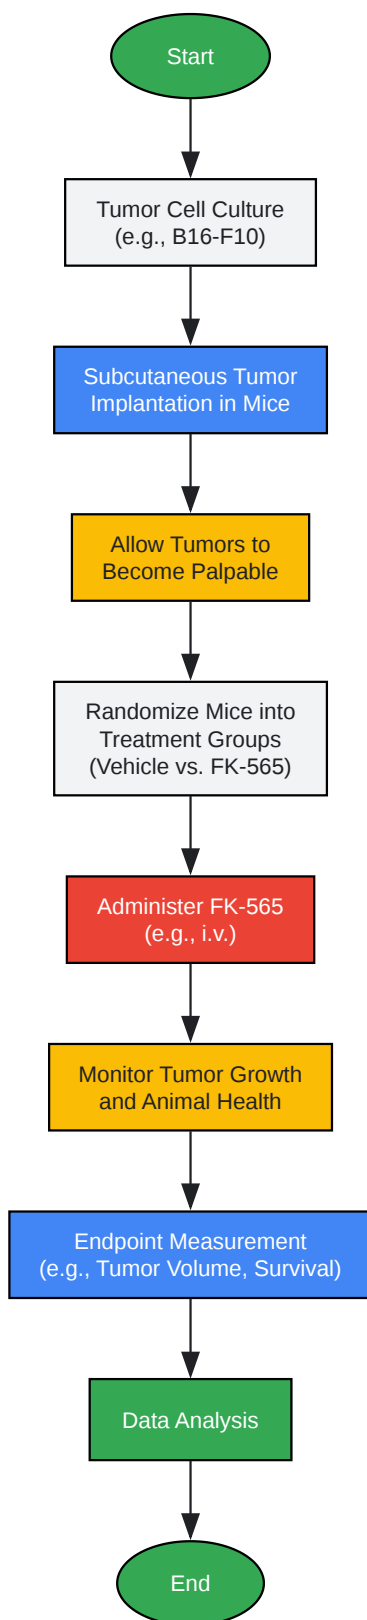 Start
Tumor Cell Culture
(e.g., B16-F10)
Subcutaneous Tumor
Implantation in Mice
Allow Tumors to
Become Palpable
Randomize Mice into
Treatment Groups
(Vehicle vs. FK-565)
Administer FK-565
(e.g., i.v.)
Monitor Tumor Growth
and Animal Health
Endpoint Measurement
(e.g., Tumor Volume, Survival)
Data Analysis
End